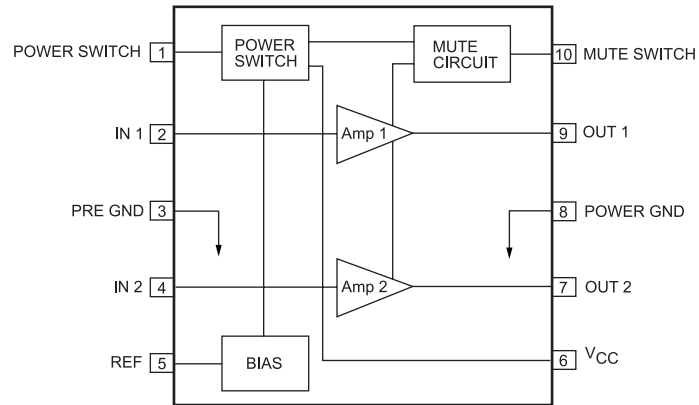 POWER SWITCH 1
POWER
SWITCH
MUTE
CIRCUIT
10 MUTE SWITCH
IN 1 2
Amp 1
9 OUT 1
PRE GND 3
8 POWER GND
IN 2 4
Amp 2
7 OUT 2
REF 5
BIAS
6 VCC